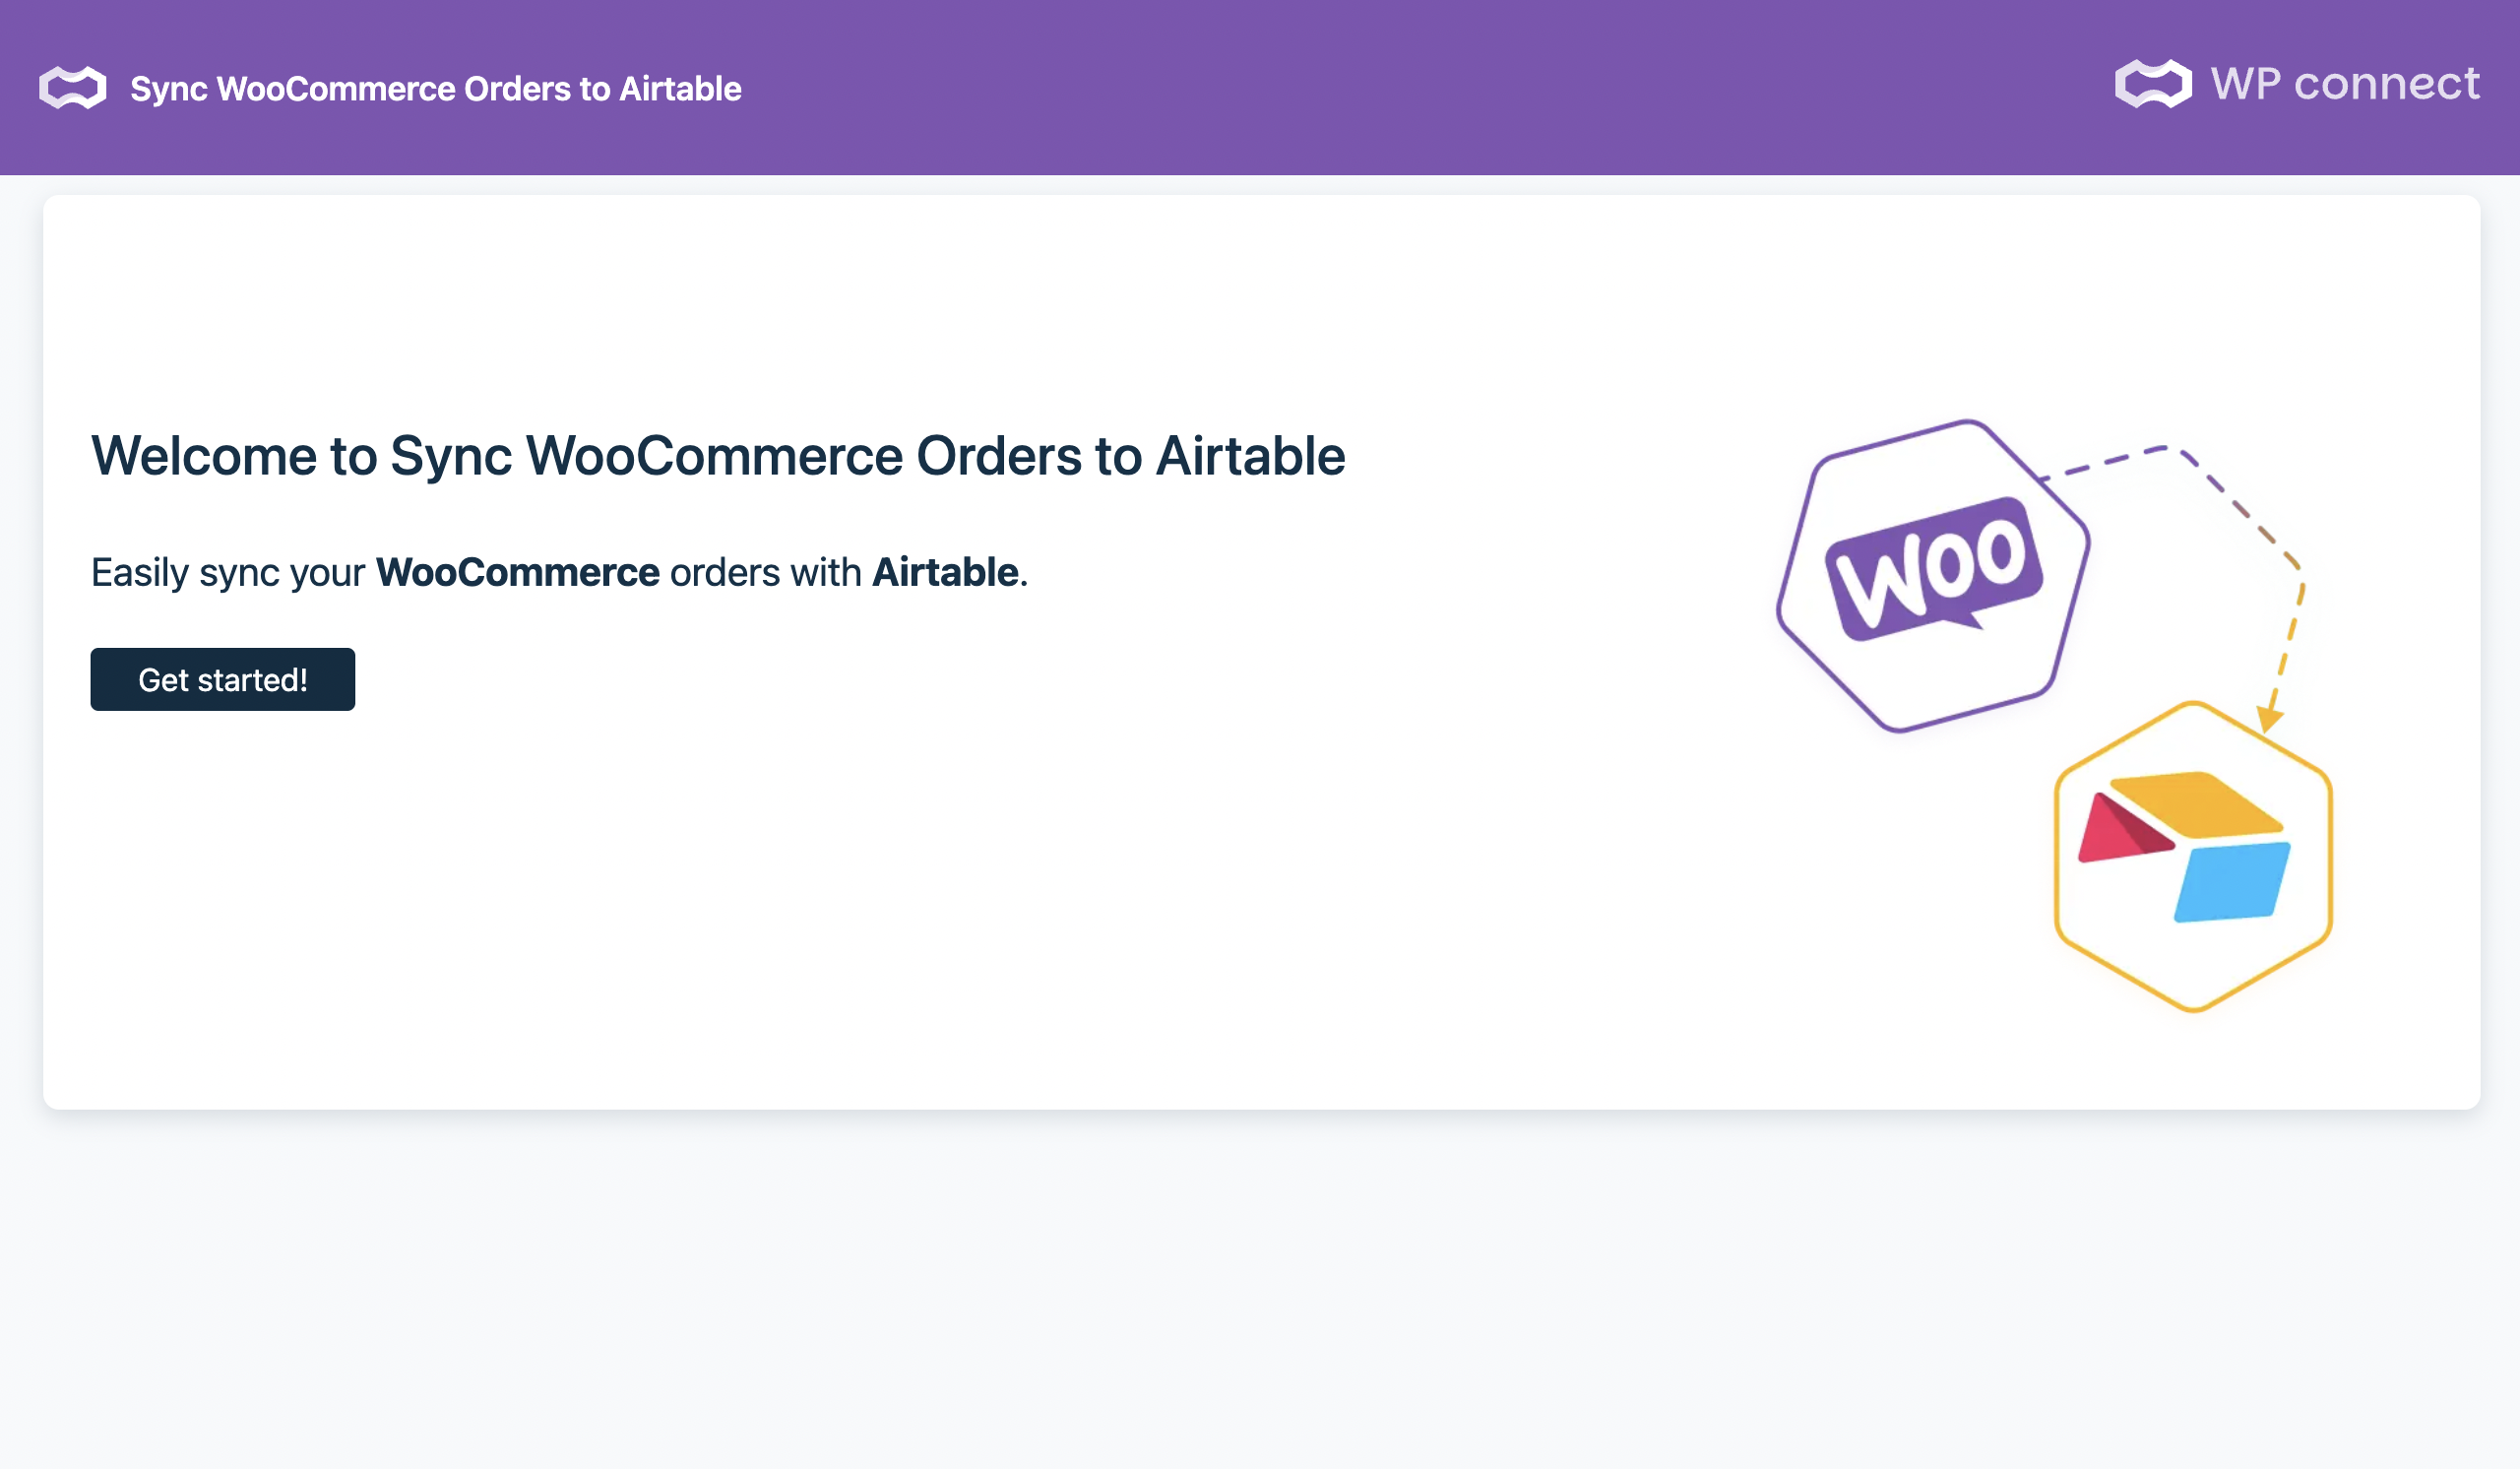 Sync WooCommerce Orders to Airtable
WP connect
Welcome to Sync WooCommerce Orders to Airtable
Easily sync your WooCommerce orders with Airtable.
Get started!
WOO